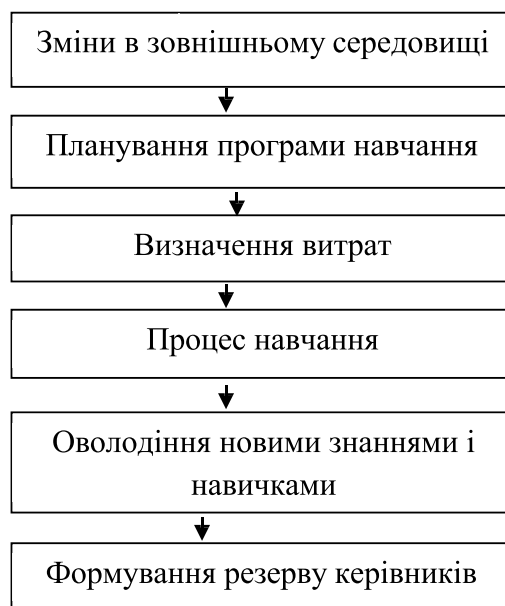 Зміни в зовнішньому середовищі
Планування програми навчання
Визначення витрат
Процес навчання
Оволодіння новими знаннями і
навичками
Формування резерву керівників